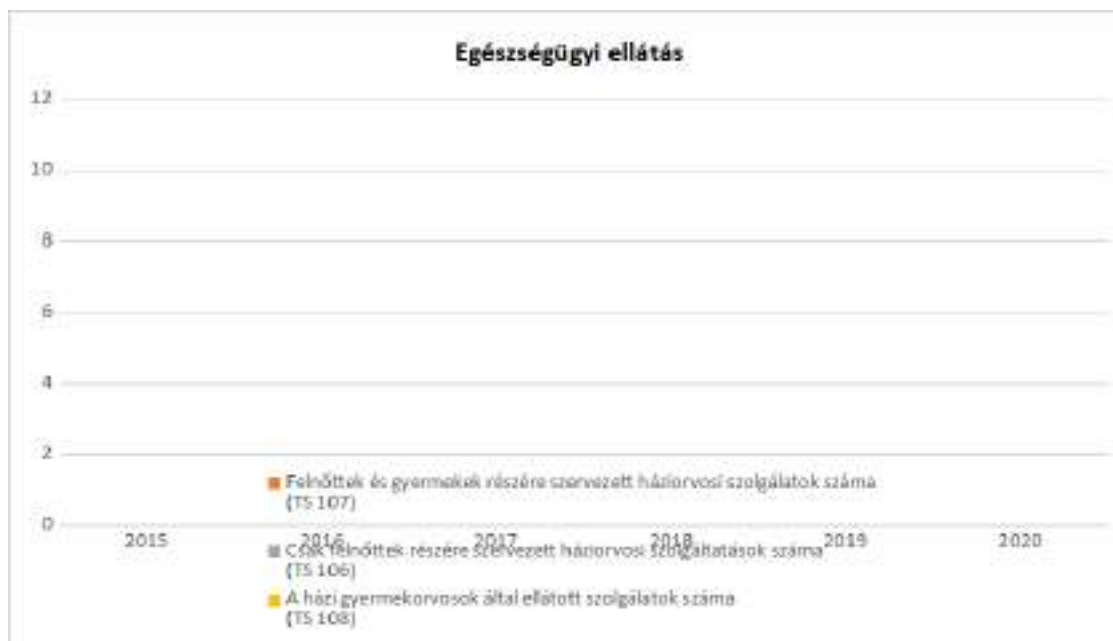 Egészségügyi ellátás
12
10
8
6
4
2
0
Felnőttek és gyermekek részére szervezett háziorvosi szolgálatok száma
(TS 107)
2015 2016 2017 2018 2019 2020
Csak felnőttek részére szervezett háziorvosi szolgáltatások száma
(TS 106)
A házi gyermekorvosok által ellátott szolgálatok száma
(TS 108)